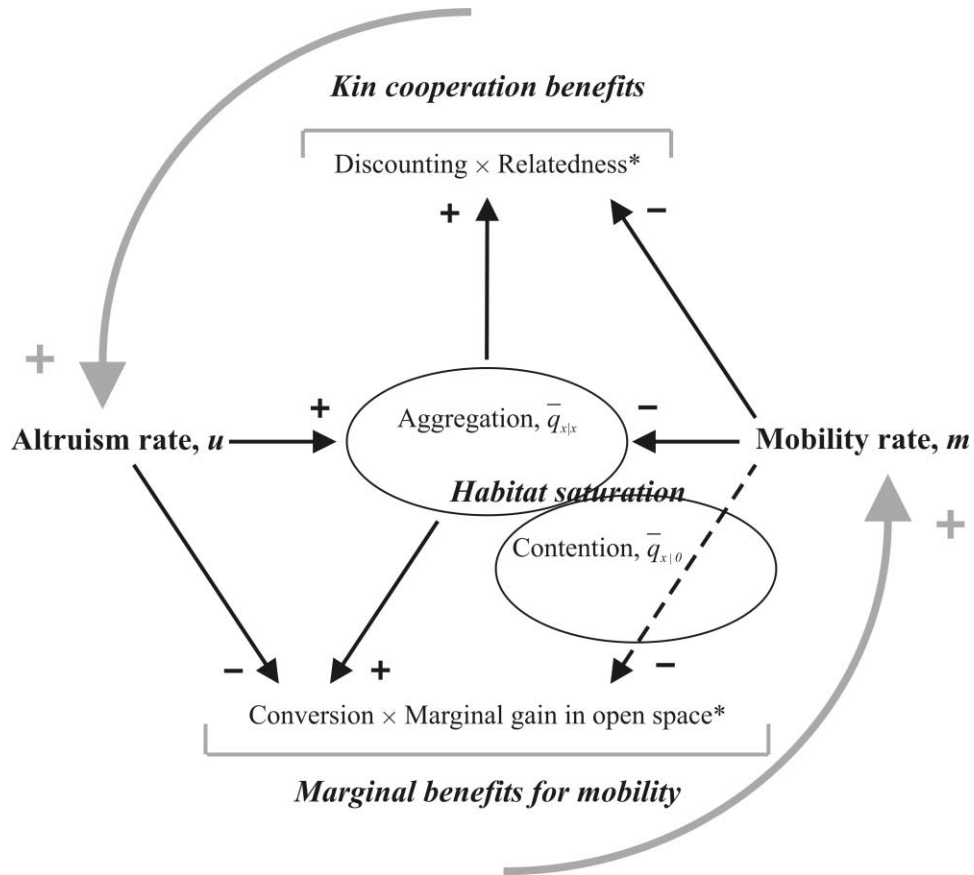 Kin cooperation benefits
Discounting × Relatedness*
+ −
+
Aggregation, q̅x|x
+ −
Altruism rate, u Mobility rate, m
Habitat saturation
+
Contention, q̅x|0
− + −
Conversion × Marginal gain in open space*
Marginal benefits for mobility